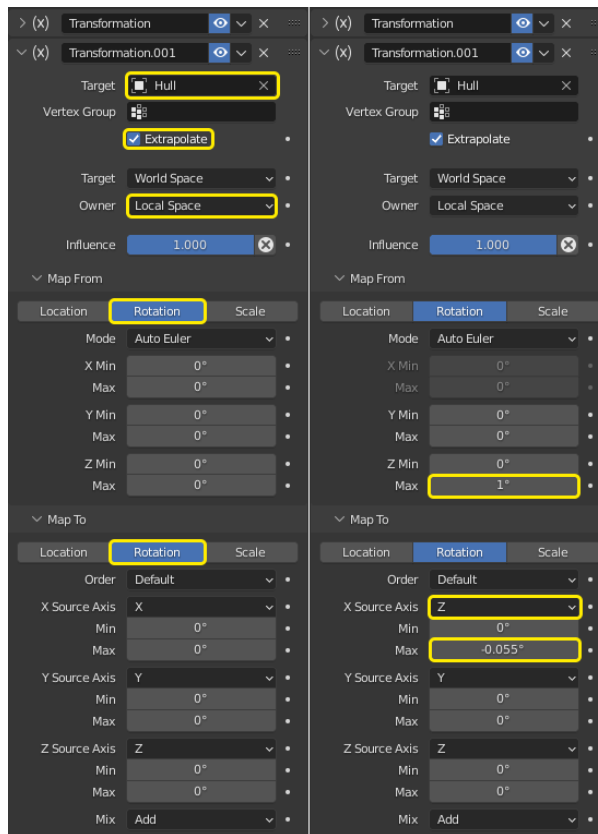 (x) Transformation
(x) Transformation.001
Target Hull
Vertex Group
Extrapolate
Target World Space
Owner Local Space
Influence 1.000
Map From
Location Rotation Scale
Mode Auto Euler
X Min 0°
Max 0°
Y Min 0°
Max 0°
Z Min 0°
Max 0°
Map To
Location Rotation Scale
Order Default
X Source Axis X
Min 0°
Max 0°
Y Source Axis Y
Min 0°
Max 0°
Z Source Axis Z
Min 0°
Max 0°
Mix Add
(x) Transformation
(x) Transformation.001
Target Hull
Vertex Group
Extrapolate
Target World Space
Owner Local Space
Influence 1.000
Map From
Location Rotation Scale
Mode Auto Euler
X Min 0°
Max 0°
Y Min 0°
Max 0°
Z Min 0°
Max 1°
Map To
Location Rotation Scale
Order Default
X Source Axis Z
Min 0°
Max -0.055°
Y Source Axis Y
Min 0°
Max 0°
Z Source Axis Z
Min 0°
Max 0°
Mix Add